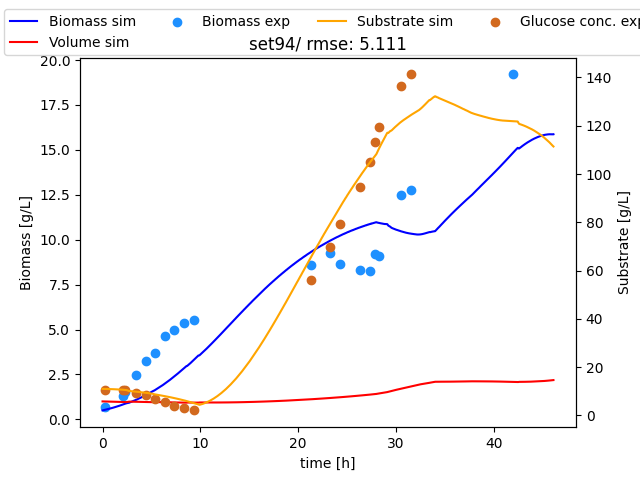 Biomass sim Biomass exp Substrate sim Glucose conc. exp
Volume sim
set94/ rmse: 5.111
20.0
17.5
15.0
12.5
10.0
7.5
5.0
2.5
0.0
Biomass [g/L]
140
120
100
80
60
40
20
0
Substrate [g/L]
0 10 20 30 40
time [h]